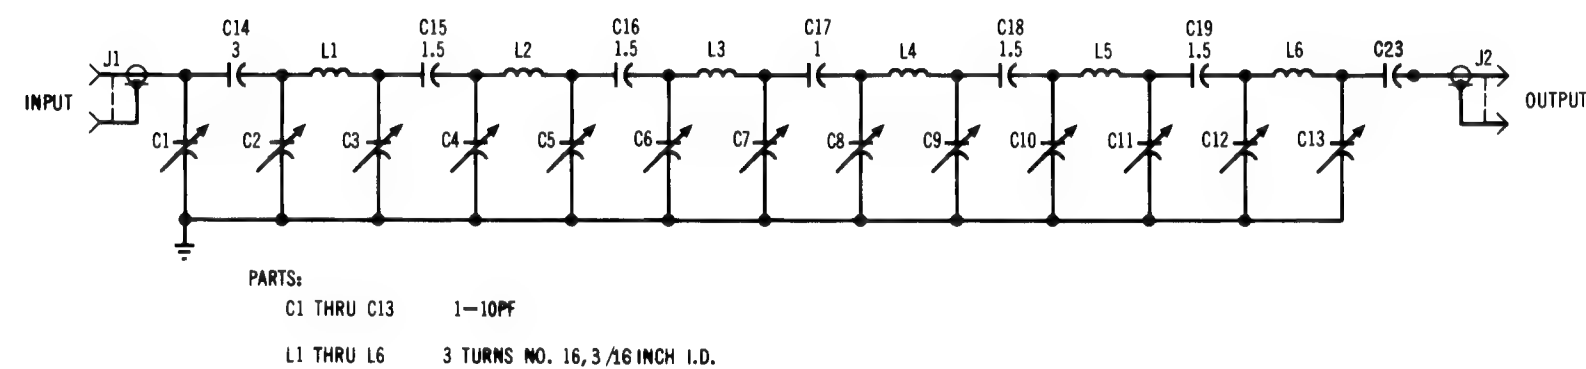 C14 C15 C16 C17 C18 C19
J1 3 L1 1.5 L2 1.5 L3 1 L4 1.5 L5 1.5 L6 C23 J2
INPUT OUTPUT
C1 C2 C3 C4 C5 C6 C7 C8 C9 C10 C11 C12 C13
PARTS:
C1 THRU C13 1-10PF
L1 THRU L6 3 TURNS NO. 16, 3/16 INCH I.D.